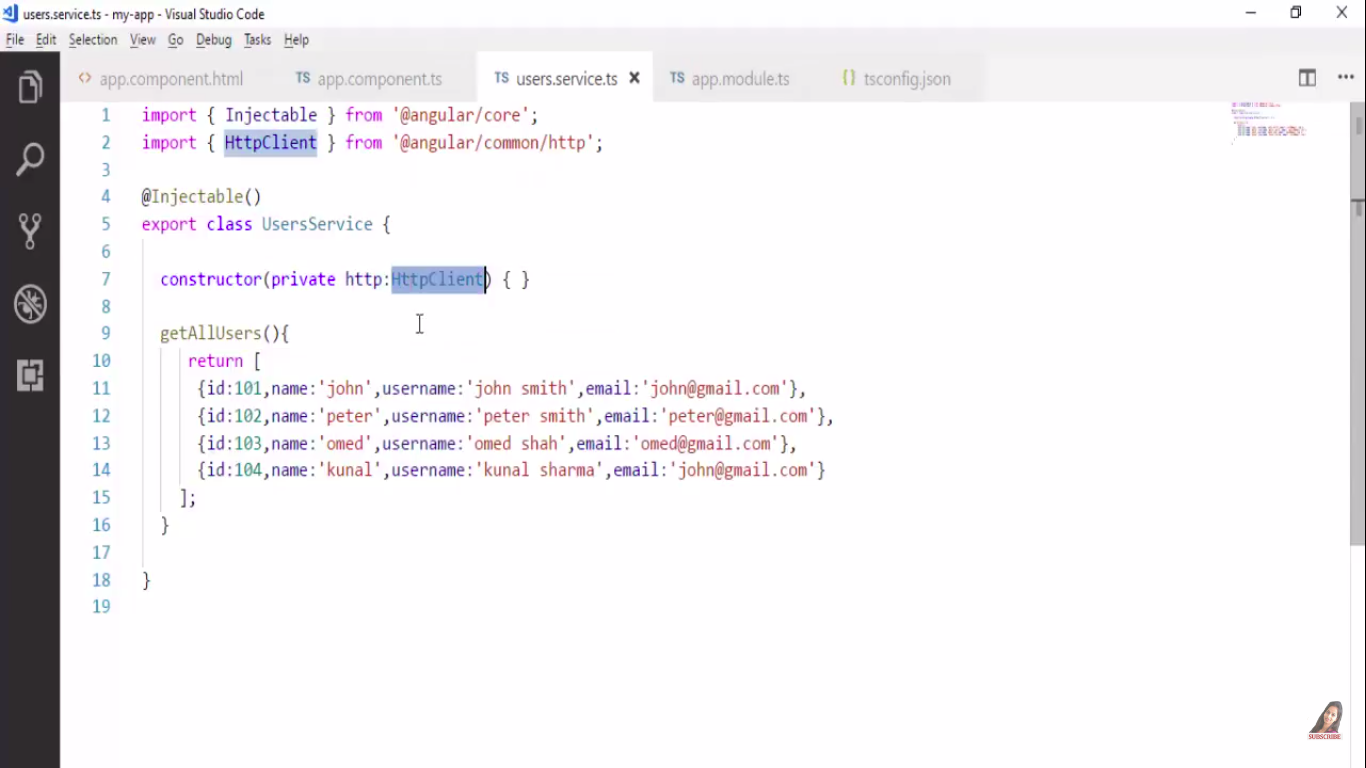 users.service.ts - my-app - Visual Studio Code
File Edit Selection View Go Debug Tasks Help
<> app.component.html TS app.component.ts TS users.service.ts × TS app.module.ts {} tsconfig.json
1 import { Injectable } from '@angular/core';
2 import { HttpClient } from '@angular/common/http';
3
4 @Injectable()
5 export class UsersService {
6
7 constructor(private http:HttpClient) { }
8
9 getAllUsers(){
10 return [
11 {id:101,name:'john',username:'john smith',email:'john@gmail.com'},
12 {id:102,name:'peter',username:'peter smith',email:'peter@gmail.com'},
13 {id:103,name:'omed',username:'omed shah',email:'omed@gmail.com'},
14 {id:104,name:'kunal',username:'kunal sharma',email:'john@gmail.com'}
15 ];
16 }
17
18 }
19
SUBSCRIBE